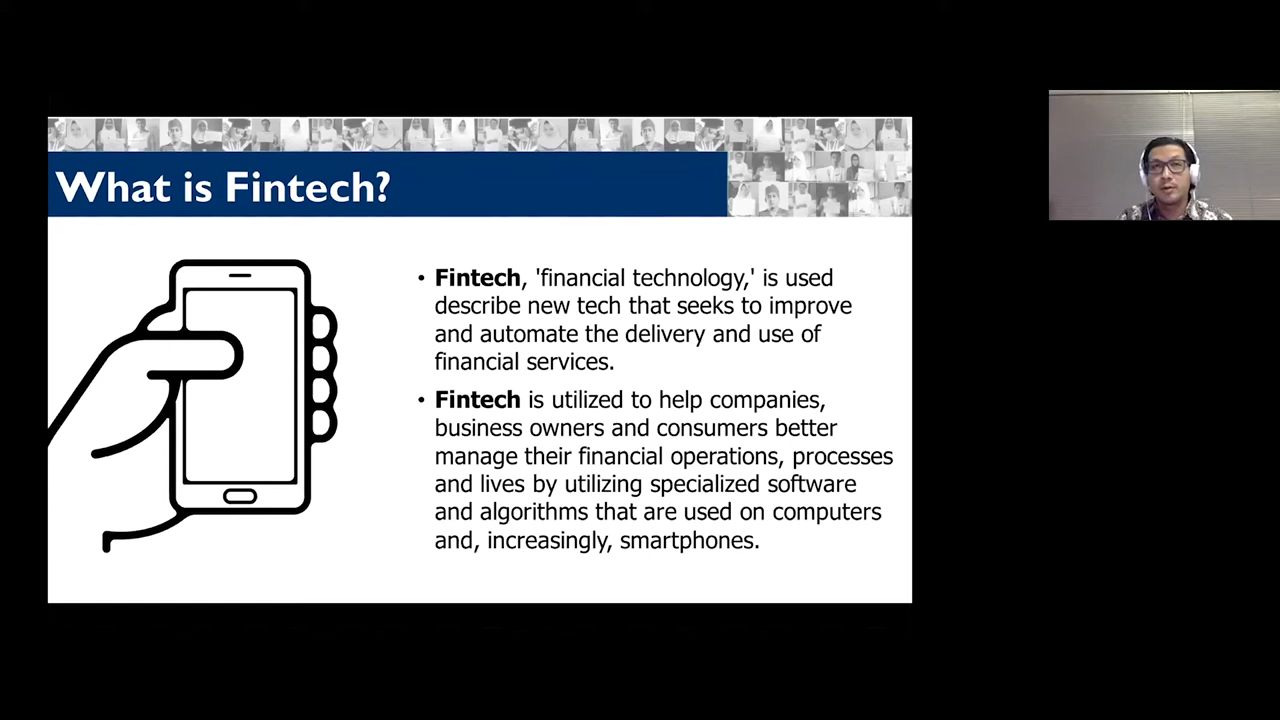 What is Fintech?
• Fintech, 'financial technology,' is used
describe new tech that seeks to improve
and automate the delivery and use of
financial services.
• Fintech is utilized to help companies,
business owners and consumers better
manage their financial operations, processes
and lives by utilizing specialized software
and algorithms that are used on computers
and, increasingly, smartphones.